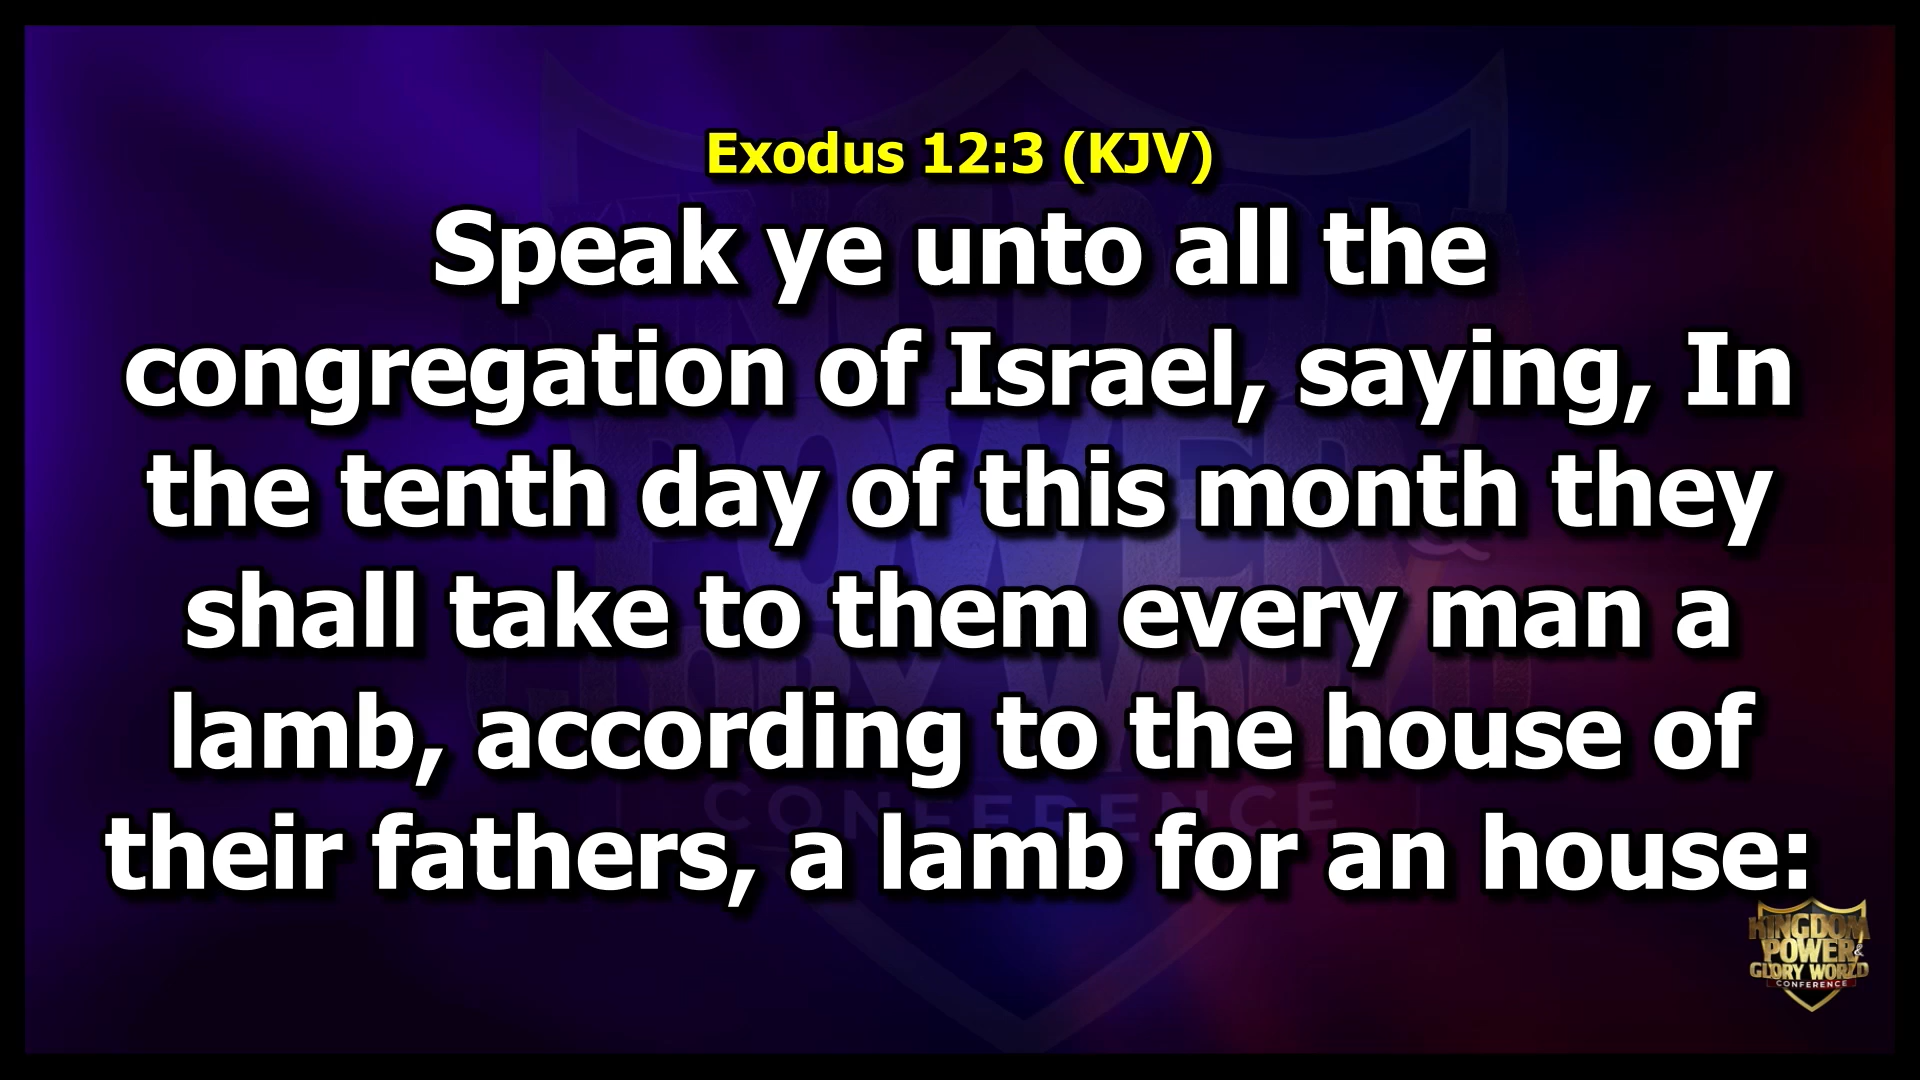 Exodus 12:3 (KJV)
Speak ye unto all the
congregation of Israel, saying, In
the tenth day of this month they
shall take to them every man a
lamb, according to the house of
their fathers, a lamb for an house:
KINGDOM
POWER &
GLORY WORLD
CONFERENCE